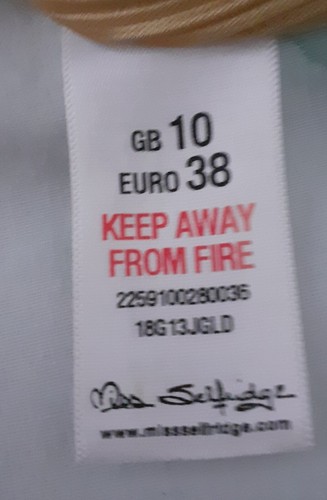 GB 10
EURO 38
KEEP AWAY
FROM FIRE
2259100280036
18G13JGLD
Miss Selfridge
www.missselfridge.com